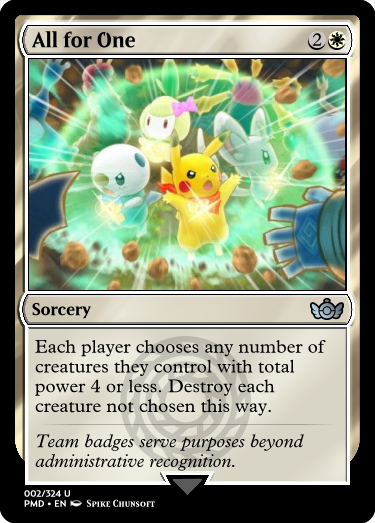 All for One
2
Sorcery
Each player chooses any number of
creatures they control with total
power 4 or less. Destroy each
creature not chosen this way.
Team badges serve purposes beyond
administrative recognition.
002/324 U
PMD • EN Spike Chunsoft